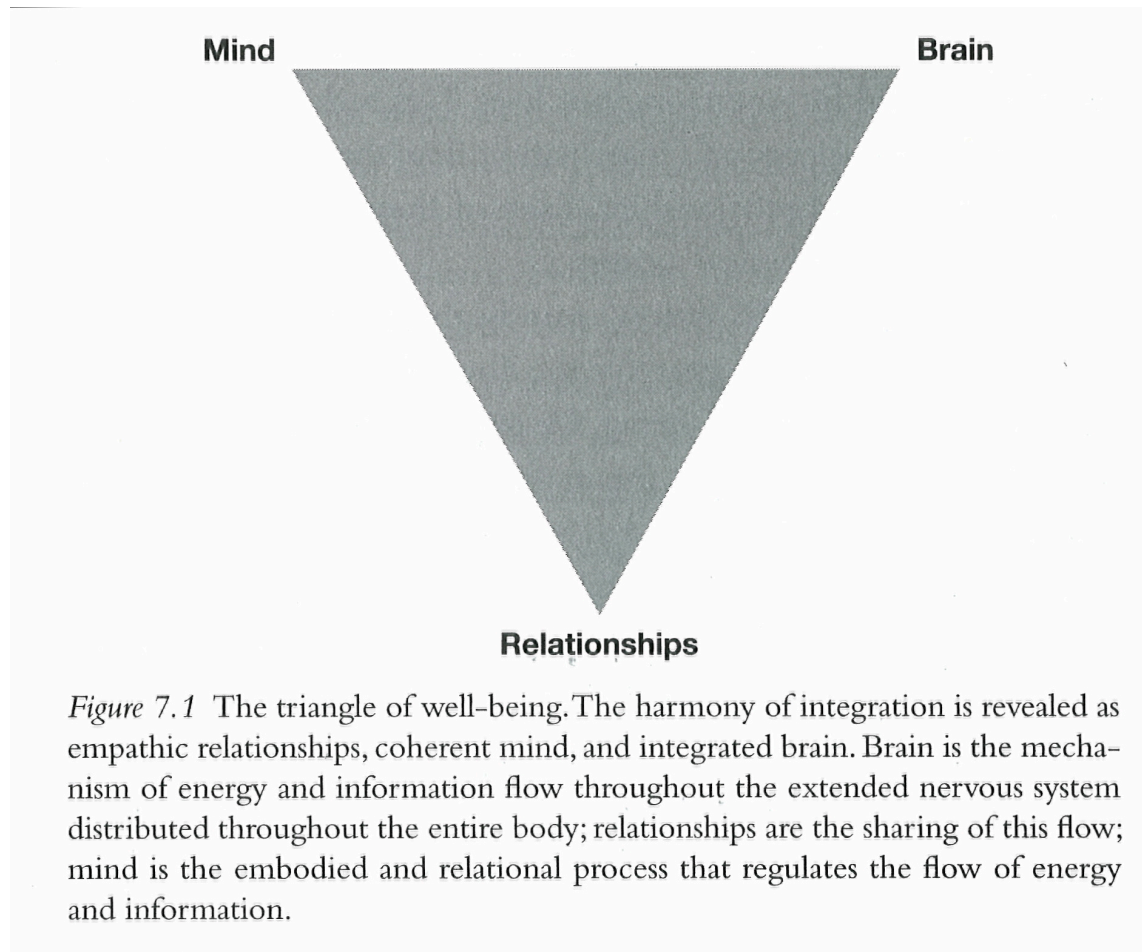 Mind
Brain
Relationships
Figure 7.1 The triangle of well-being. The harmony of integration is revealed as
empathic relationships, coherent mind, and integrated brain. Brain is the mecha-
nism of energy and information flow throughout the extended nervous system
distributed throughout the entire body; relationships are the sharing of this flow;
mind is the embodied and relational process that regulates the flow of energy
and information.